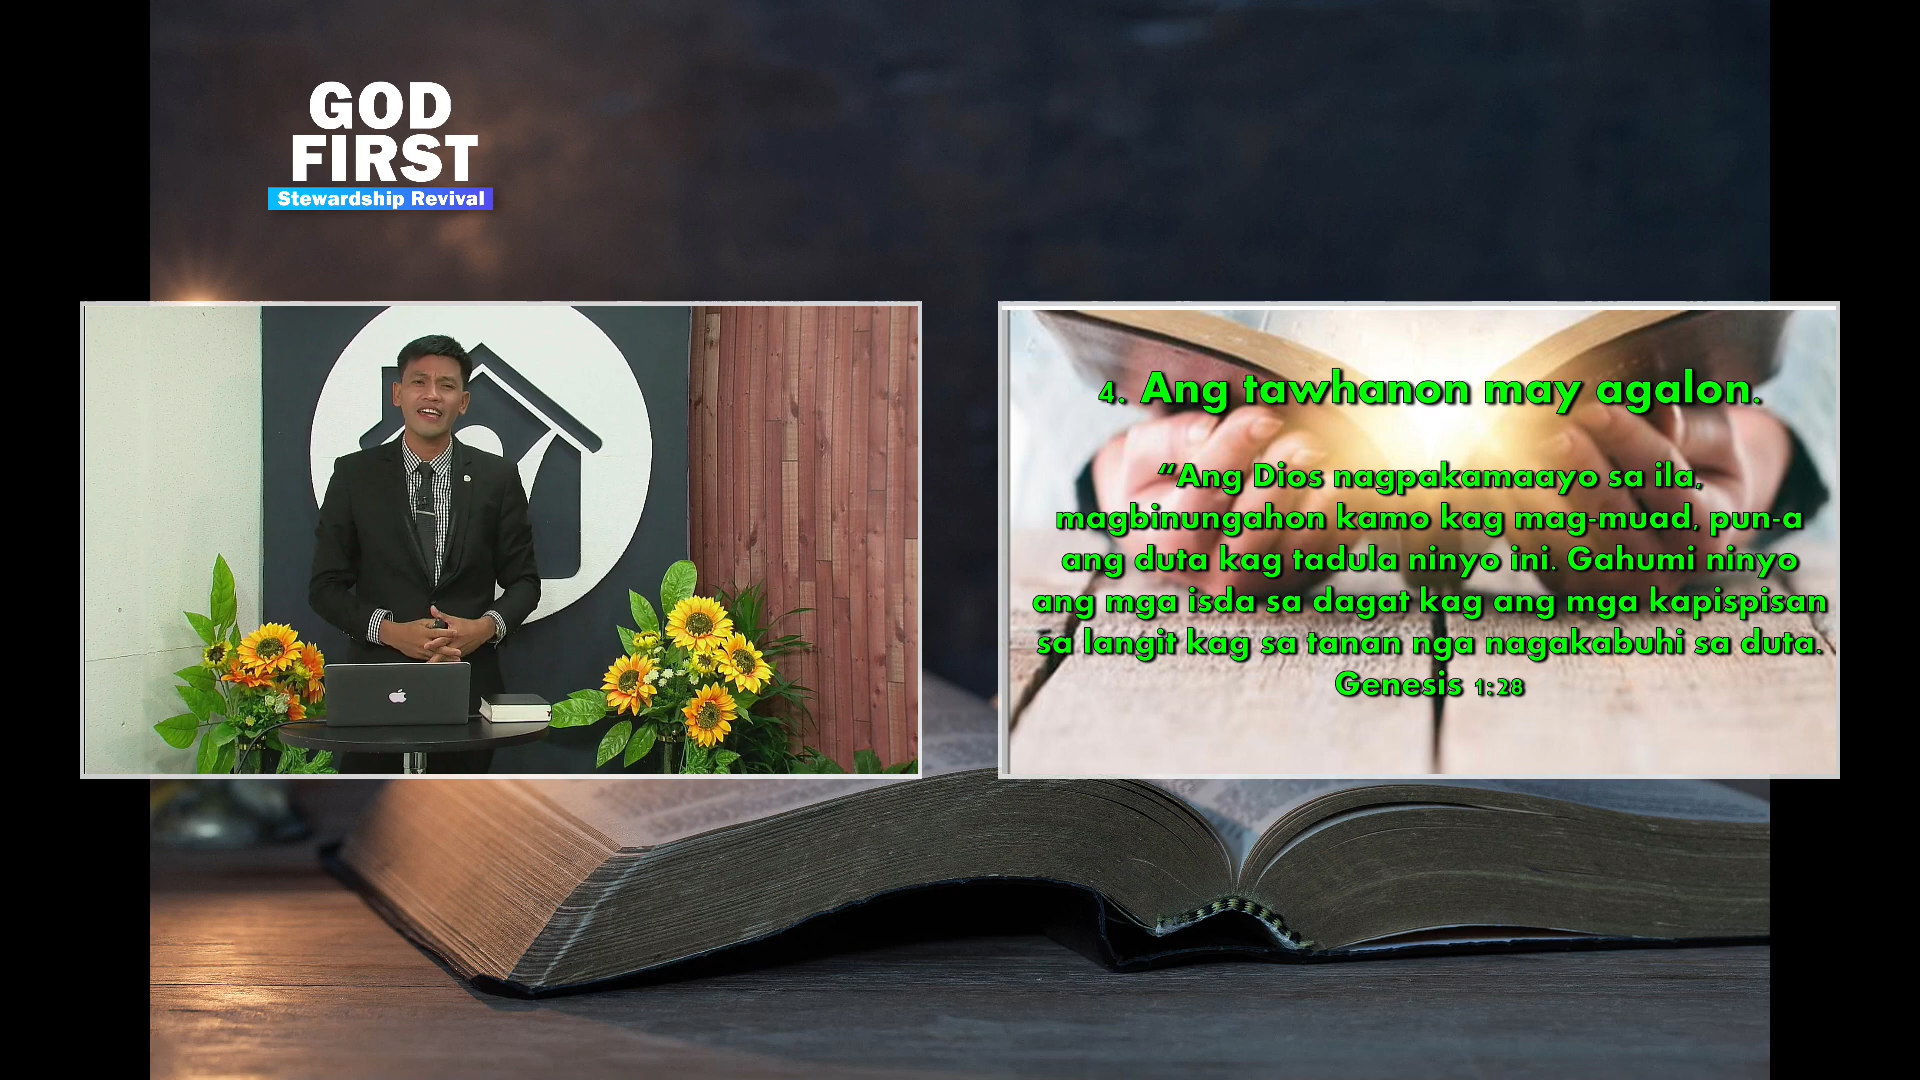 GOD
FIRST
Stewardship Revival
4. Ang tawhanon may agalon.
“Ang Dios nagpakamaayo sa ila,
magbinungahon kamo kag mag-muad, pun-a
ang duta kag tadula ninyo ini. Gahumi ninyo
ang mga isda sa dagat kag ang mga kapispisan
sa langit kag sa tanan nga nagakabuhi sa duta.
Genesis 1:28